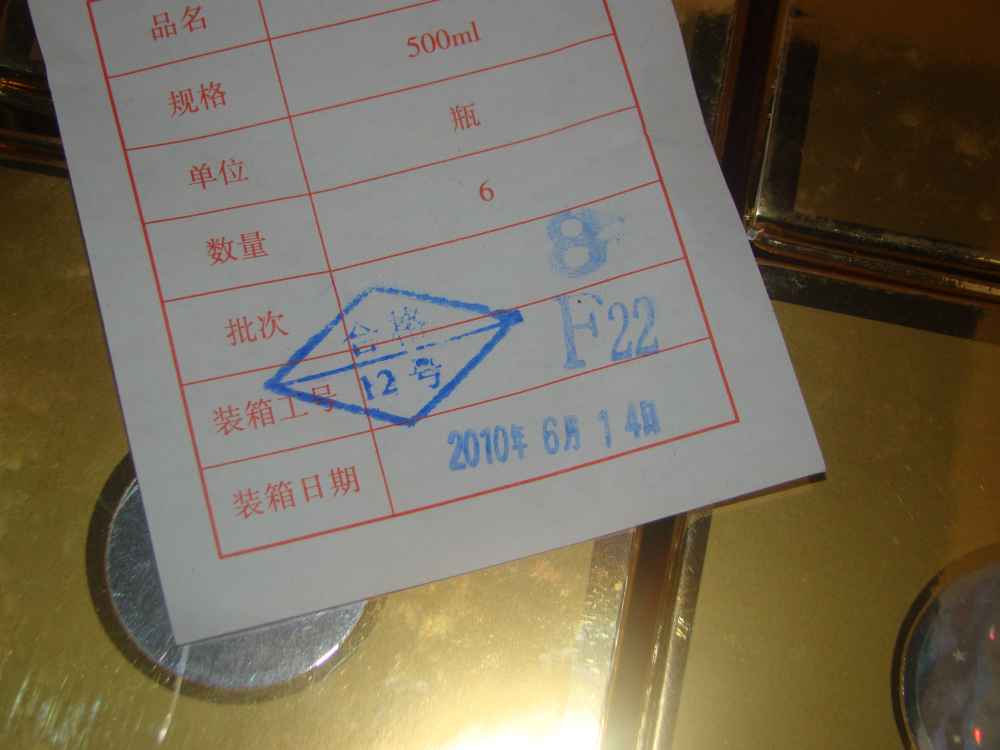 品名
规格 500ml
单位 瓶
数量 6
批次 8
装箱工号 F22
装箱日期 2010年 6月 14日
合格
12号